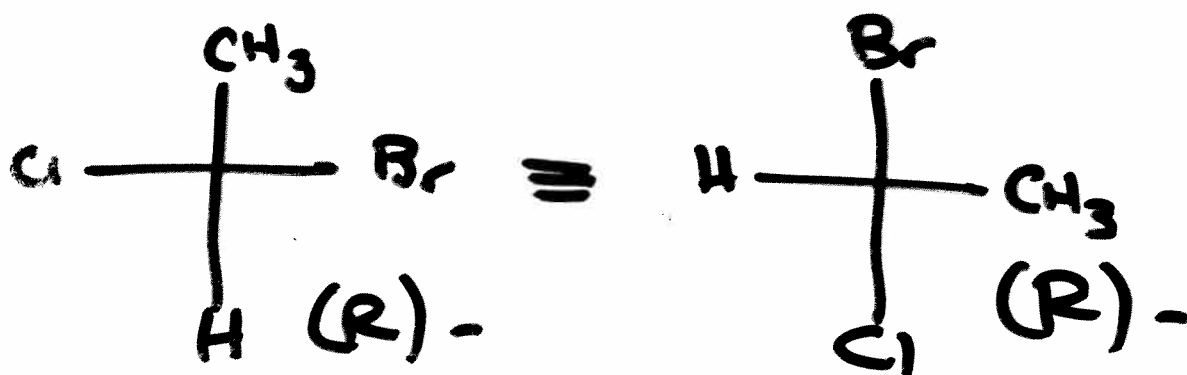 CH3
Cl Br ≡
H (R)-
Br
H CH3
Cl (R)-